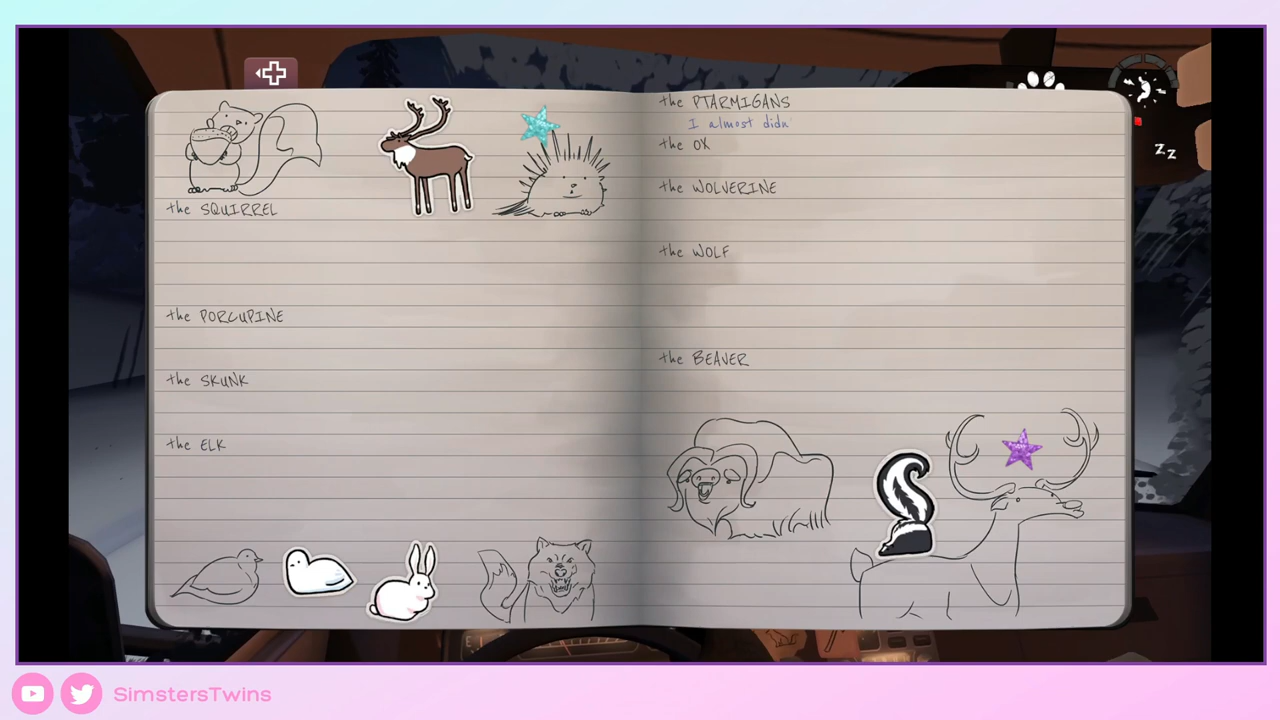 the SQUIRREL
the PORCUPINE
the SKUNK
the ELK
the PTARMIGANS
I almost didn
the OX
the WOLVERINE
the WOLF
the BEAVER
zz
SimstersTwins